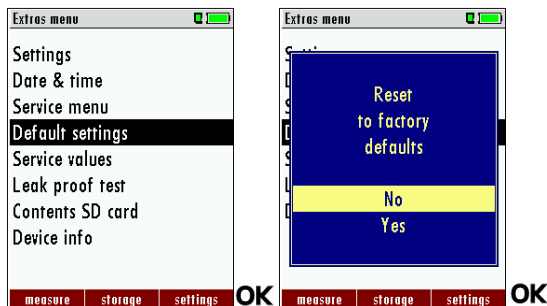 Extras menu
Settings
Date & time
Service menu
Default settings
Service values
Leak proof test
Contents SD card
Device info
measure storage settings
OK
Extras menu
Reset
to factory
defaults
No
Yes
measure storage settings
OK